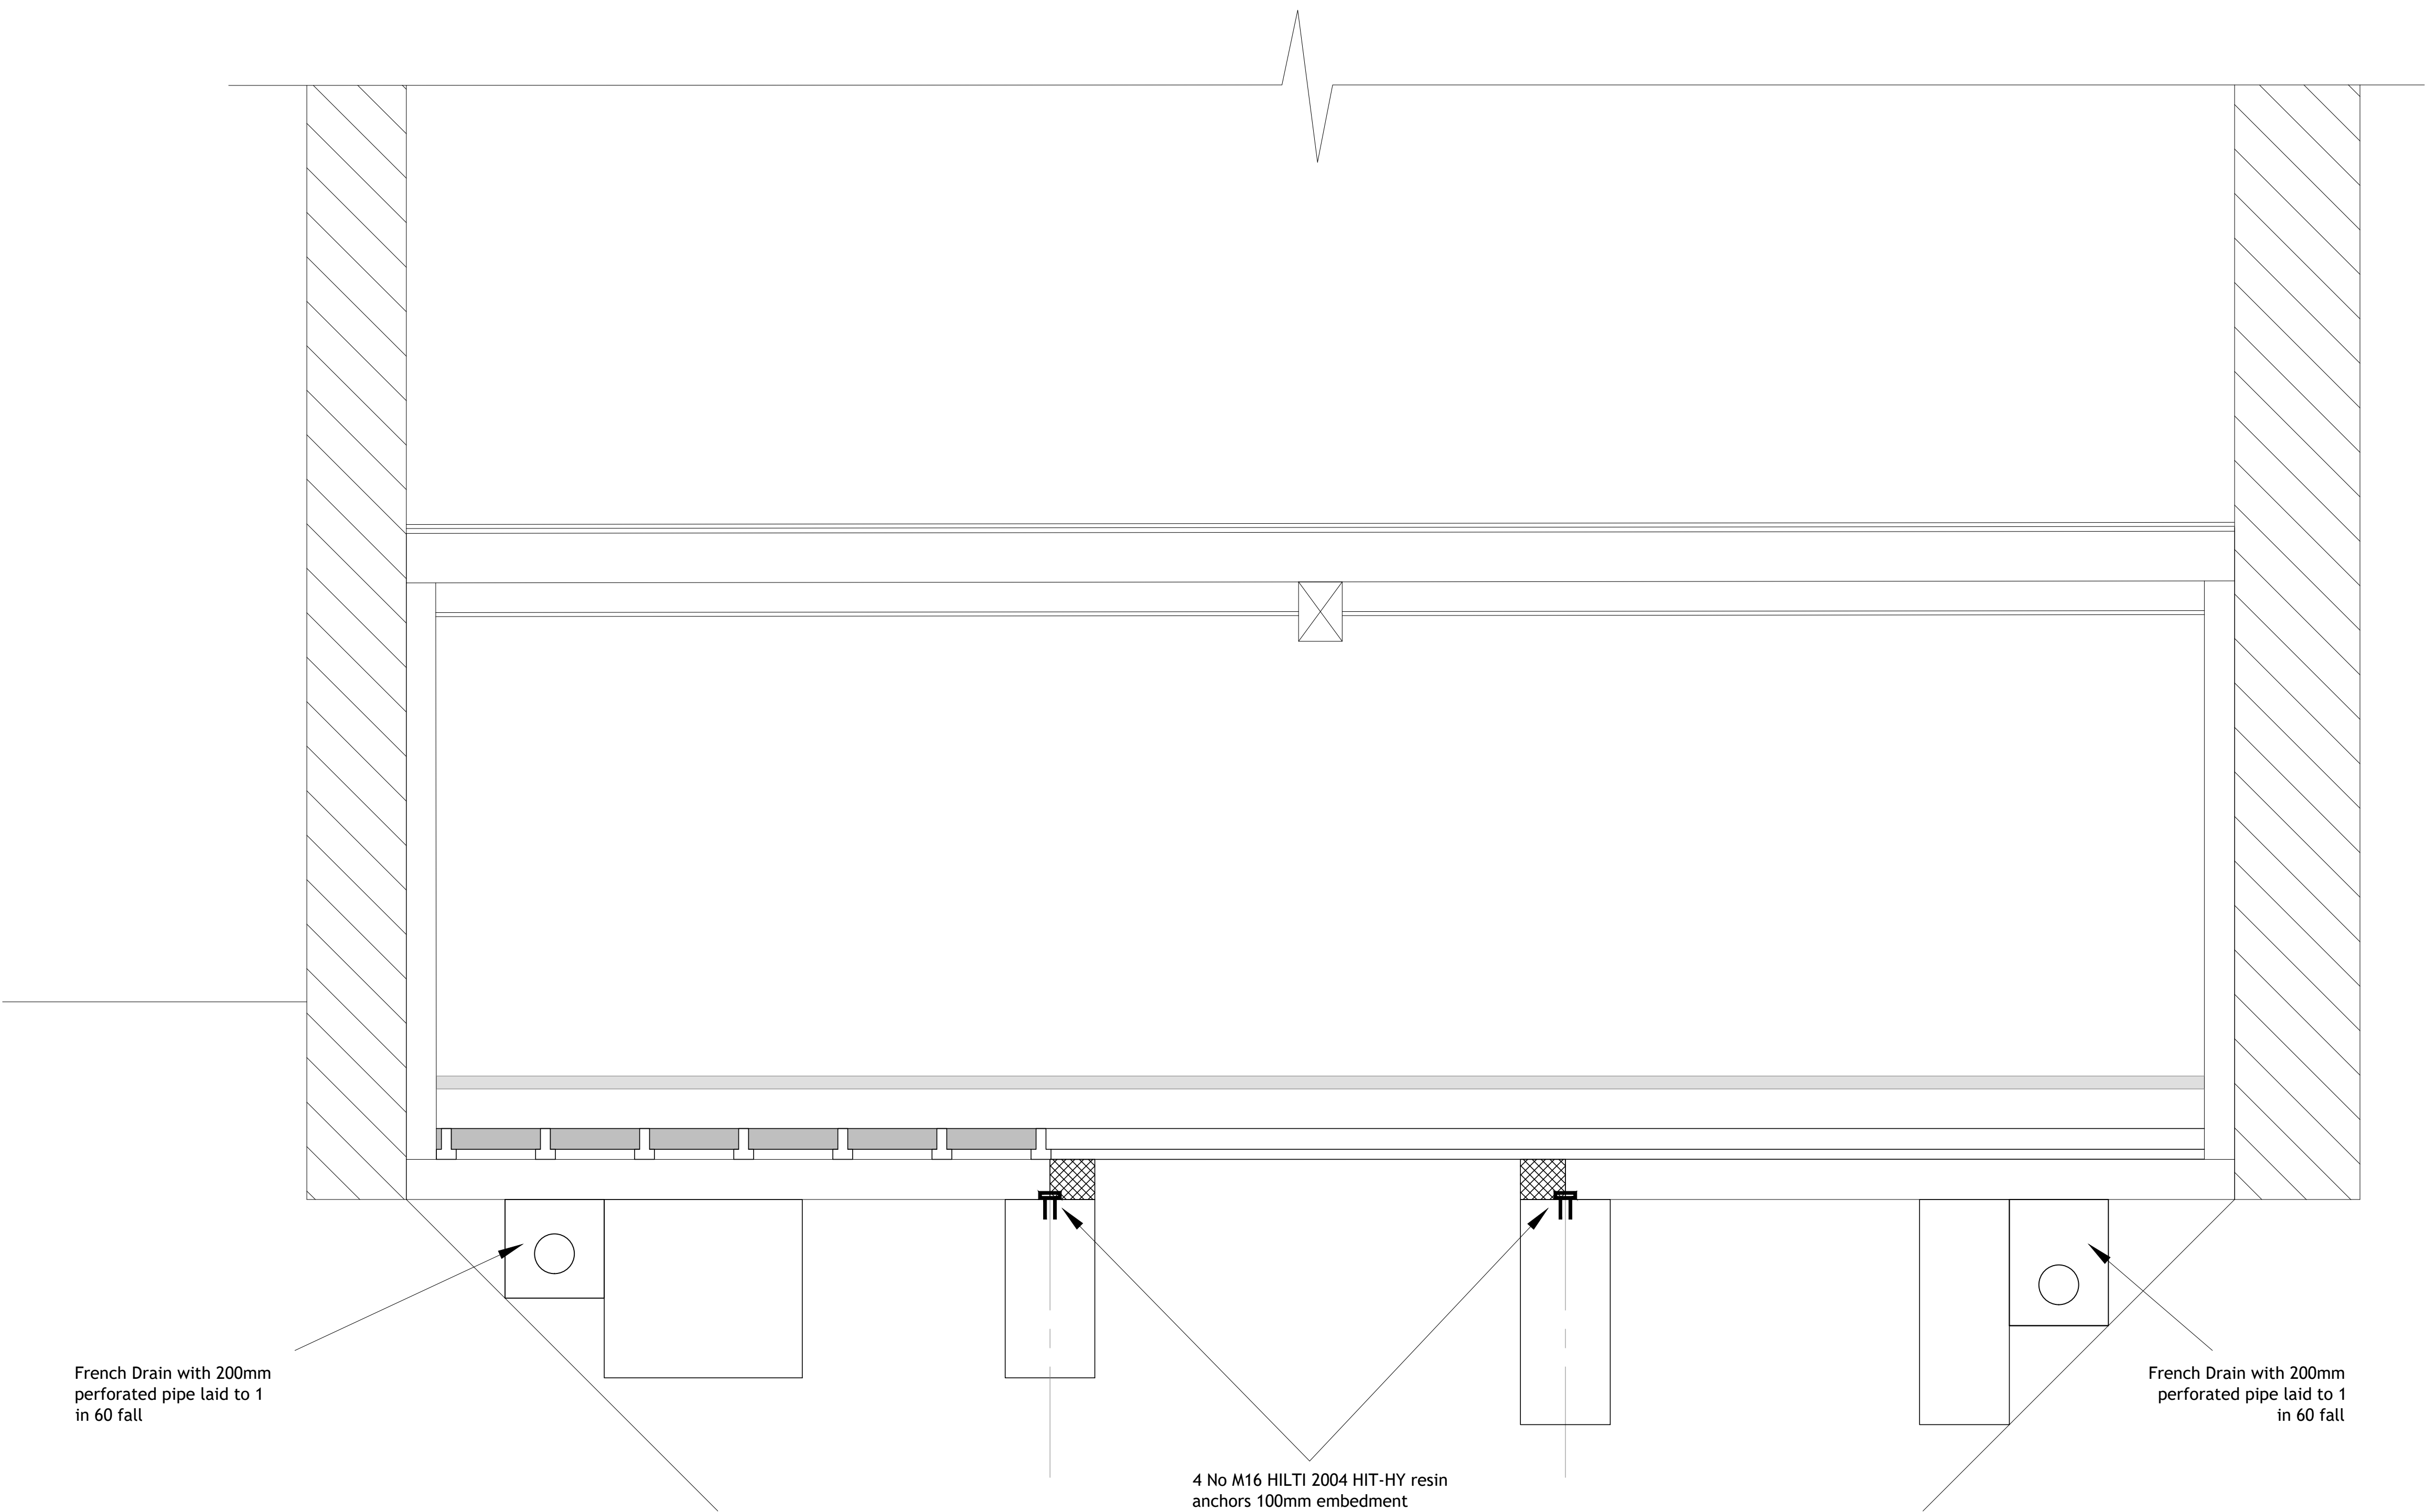 French Drain with 200mm
perforated pipe laid to 1
in 60 fall
French Drain with 200mm
perforated pipe laid to 1
in 60 fall
4 No M16 HILTI 2004 HIT-HY resin
anchors 100mm embedment